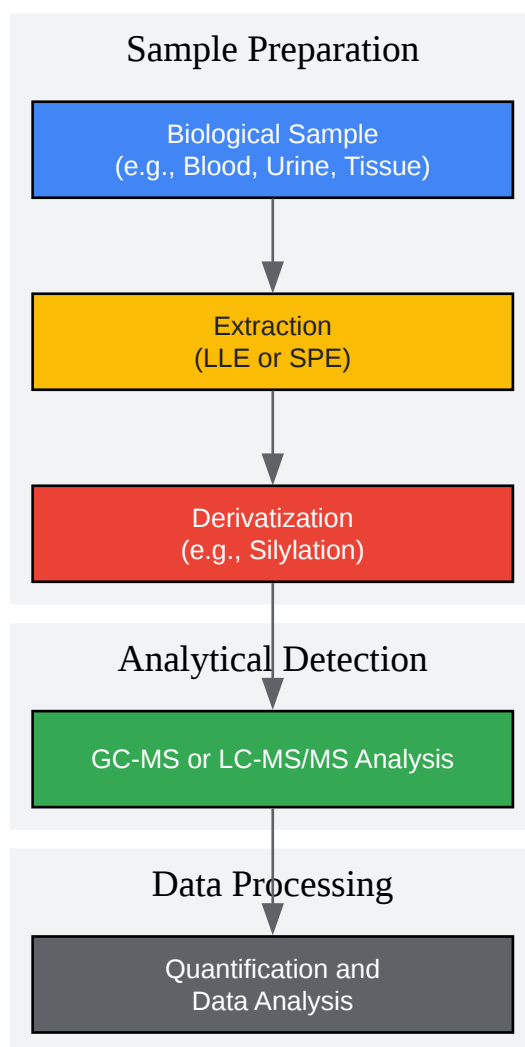 Sample Preparation
Biological Sample
(e.g., Blood, Urine, Tissue)
Extraction
(LLE or SPE)
Derivatization
(e.g., Silylation)
Analytical Detection
GC-MS or LC-MS/MS Analysis
Data Processing
Quantification and
Data Analysis